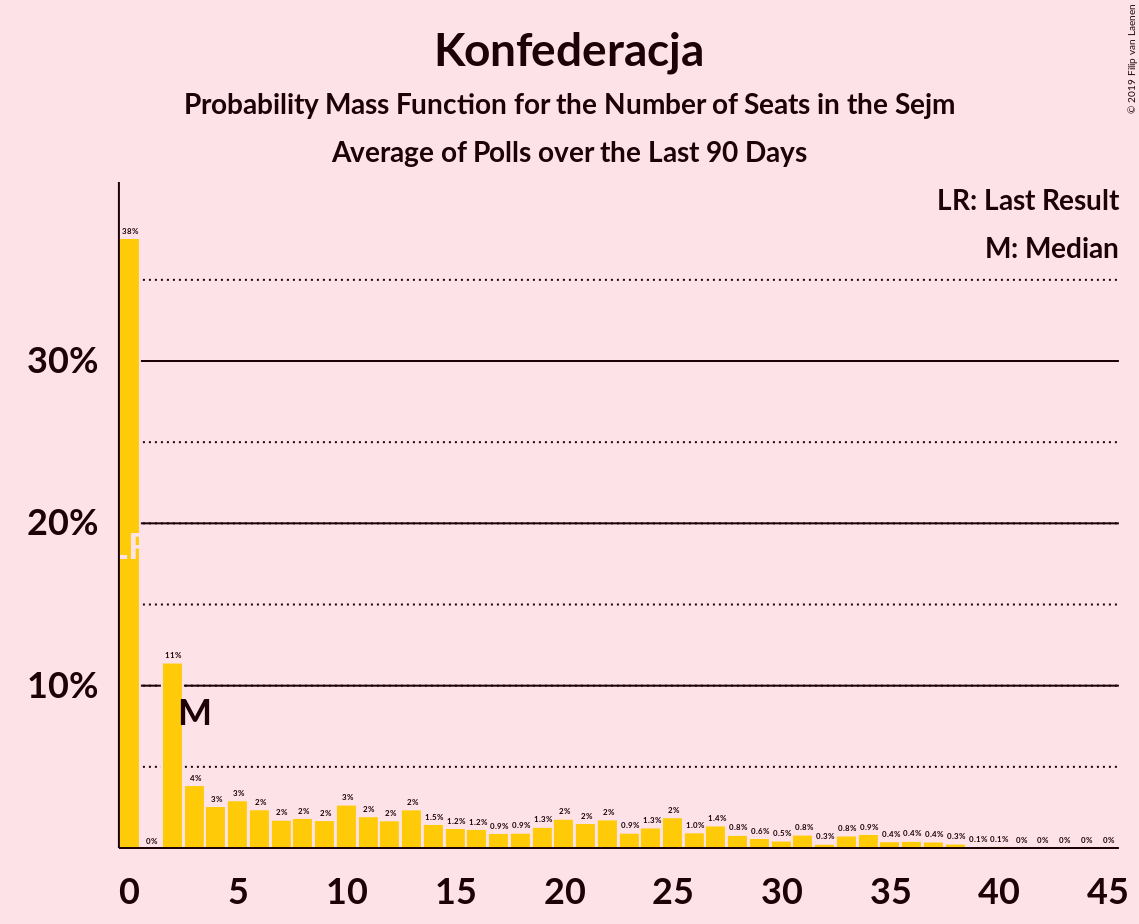 Konfederacja
Probability Mass Function for the Number of Seats in the Sejm
Average of Polls over the Last 90 Days
© 2019 Filip van Laenen
LR: Last Result
M: Median
38%
30%
20%
LR
11%
10%
M
4%
0% 3% 3% 2% 2% 2% 2% 3% 2% 2% 2% 1.5% 1.2% 1.2% 0.9% 0.9% 1.3% 2% 2% 2% 0.9% 1.3% 2% 1.0% 1.4% 0.8% 0.6% 0.5% 0.8% 0.3% 0.8% 0.9% 0.4% 0.4% 0.4% 0.3% 0.1% 0.1% 0% 0% 0% 0% 0%
0 5 10 15 20 25 30 35 40 45